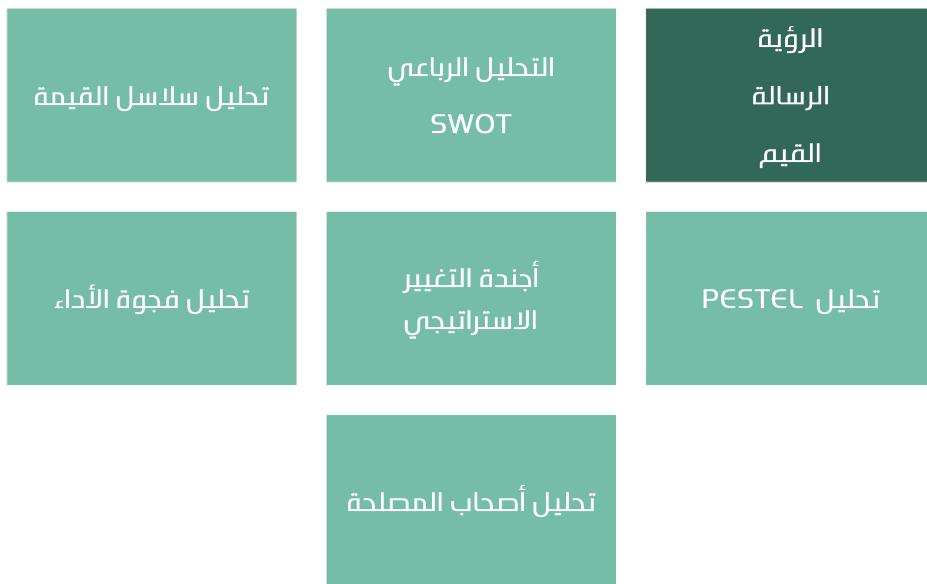 الرؤية
الرسالة
القيم
التحليل الرباعي
SWOT
تحليل سلاسل القيمة
تحليل PESTEL
أجندة التغيير
الاستراتيجي
تحليل فجوة الأداء
تحليل أصحاب المصلحة